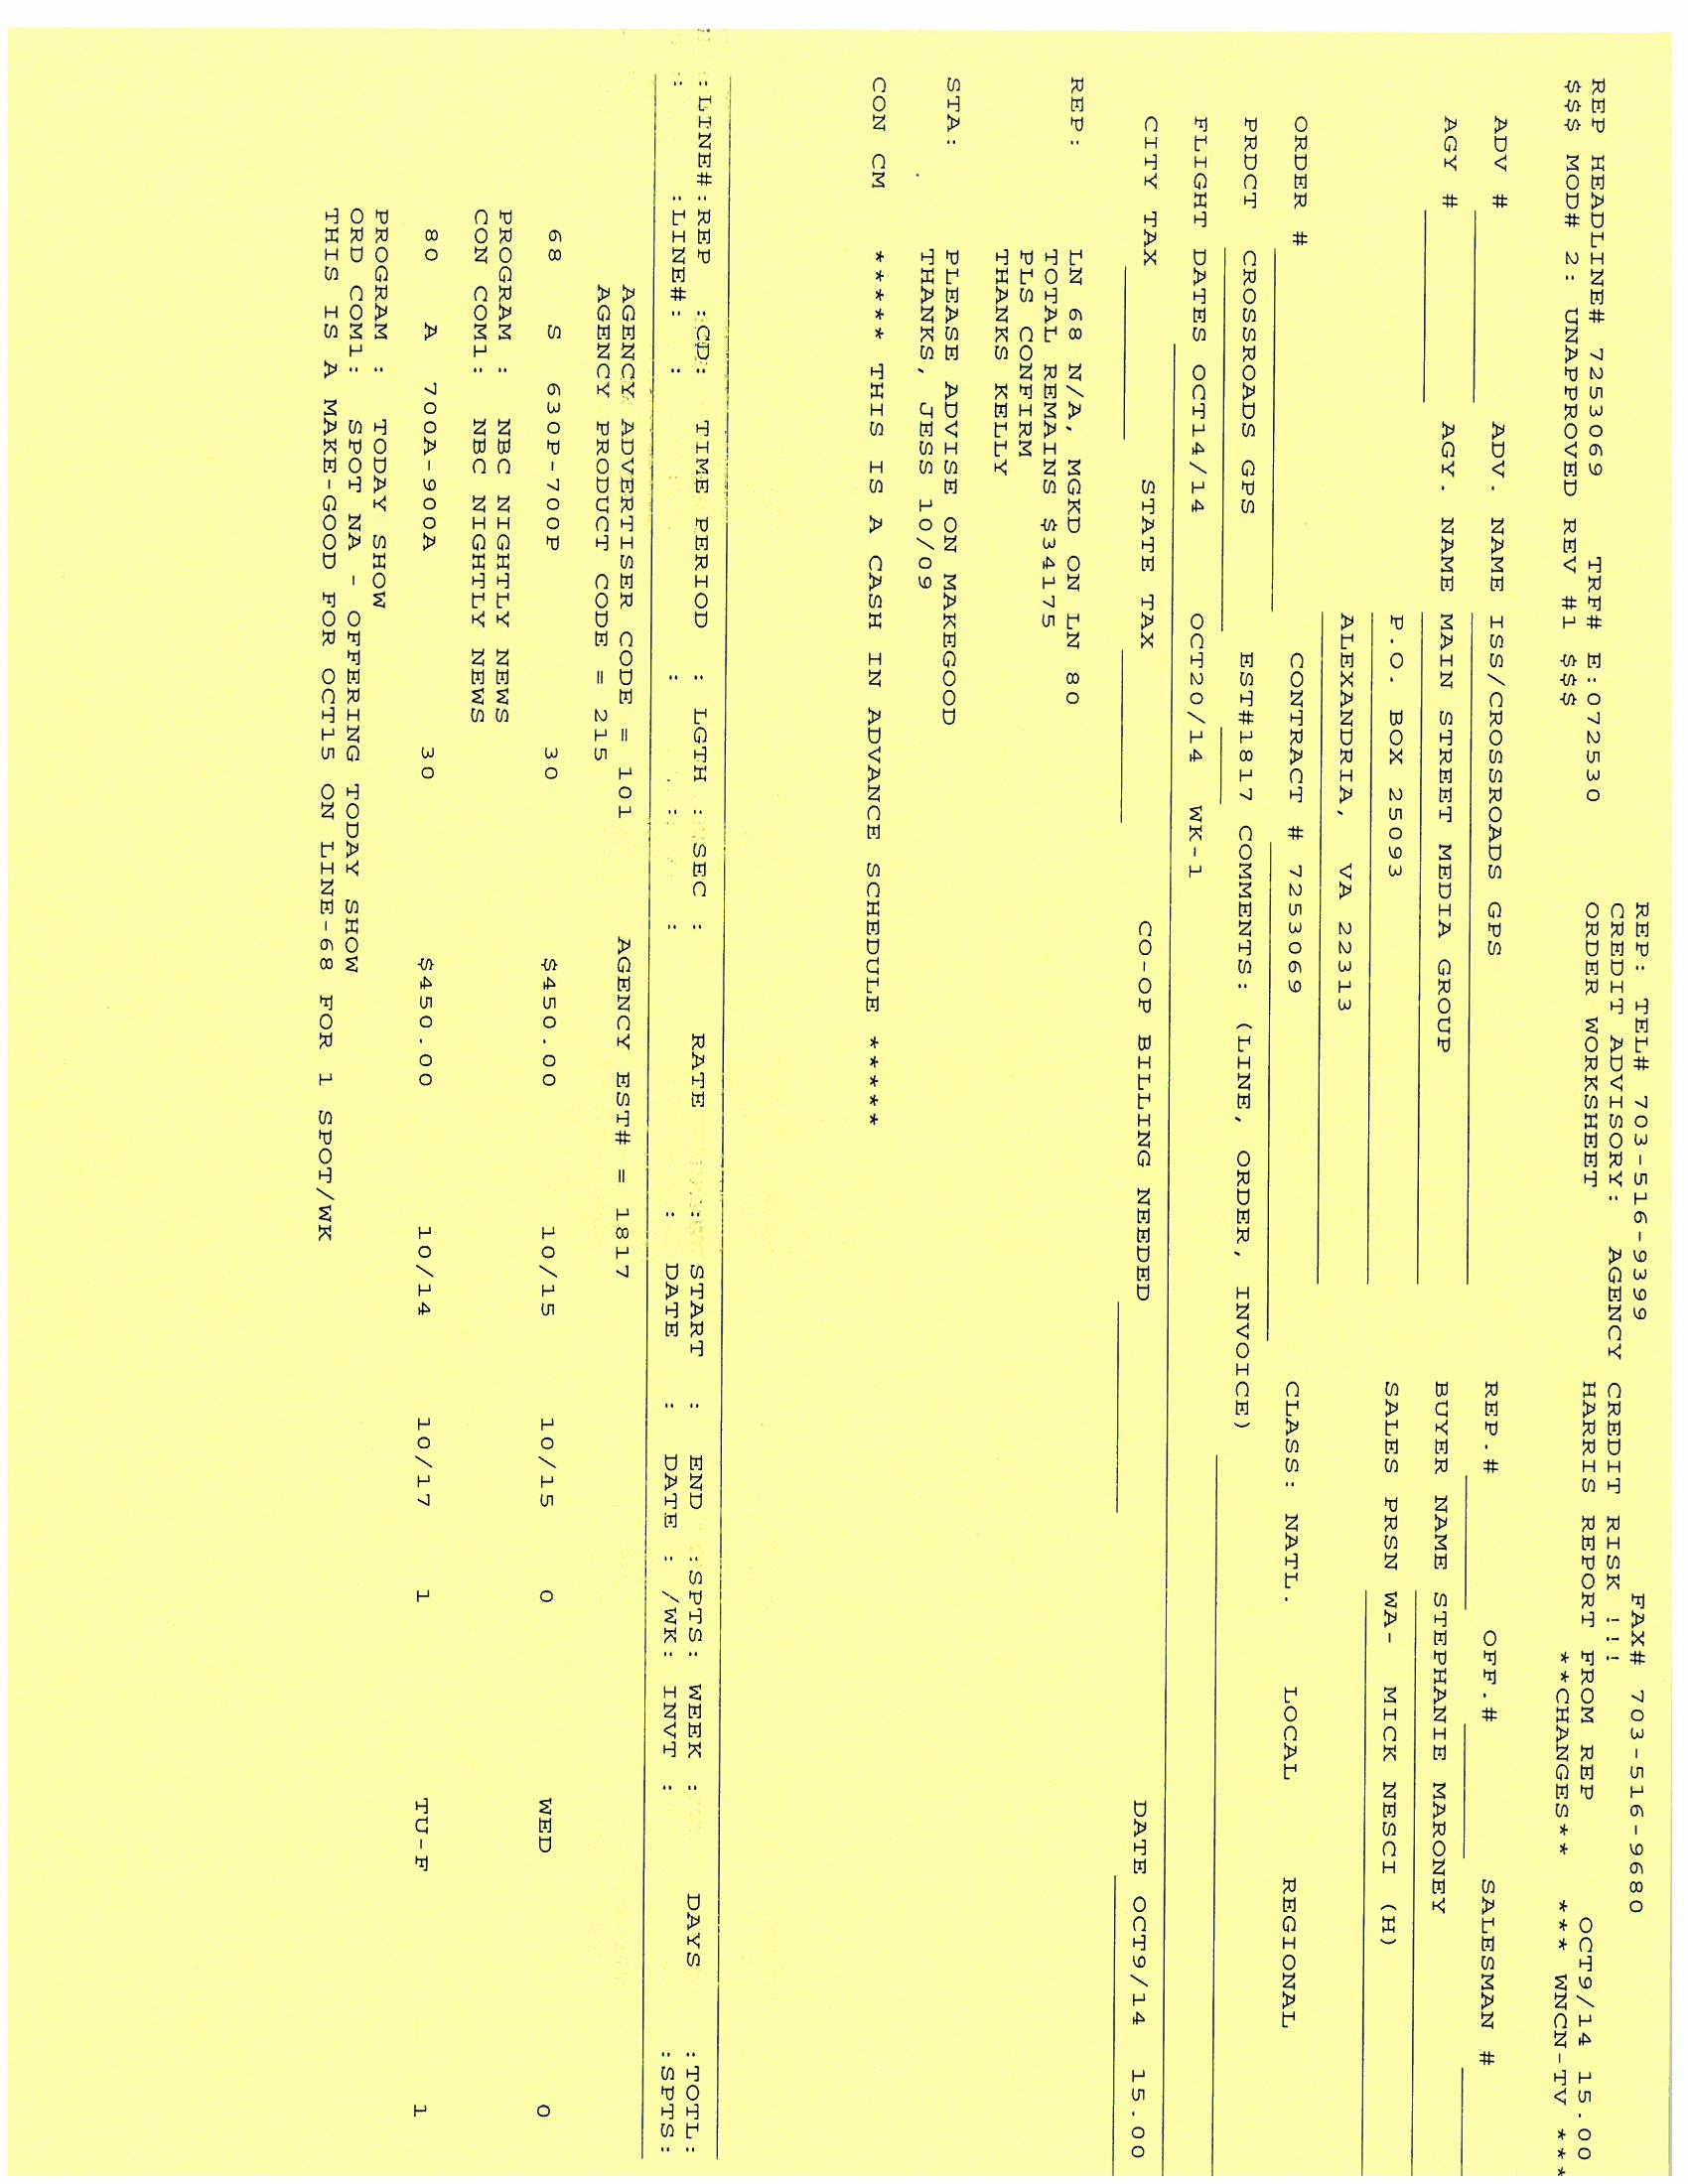 REP: TEL# 703-516-9399 FAX# 703-516-9680
CREDIT ADVISORY: AGENCY CREDIT RISK !!!
REP HEADLINE# 7253069 TRF# E:072530 ORDER WORKSHEET HARRIS REPORT FROM REP OCT9/14 15.00
$$$ MOD# 2: UNAPPROVED REV #1 $$$ **CHANGES** *** WNCN-TV ***
ADV # ADV. NAME ISS/CROSSROADS GPS REP.# OFF.# SALESMAN #
AGY # AGY. NAME MAIN STREET MEDIA GROUP BUYER NAME STEPHANIE MARONEY
P.O. BOX 25093 SALES PRSN WA- MICK NESCI (H)
ALEXANDRIA, VA 22313
ORDER # CONTRACT # 7253069 CLASS: NATL. LOCAL REGIONAL
PRDCT CROSSROADS GPS EST#1817 COMMENTS: (LINE, ORDER, INVOICE)
FLIGHT DATES OCT14/14 OCT20/14 WK-1
CITY TAX STATE TAX CO-OP BILLING NEEDED DATE OCT9/14 15.00
REP: LN 68 N/A, MGKD ON LN 80
TOTAL REMAINS $34175
PLS CONFIRM
THANKS KELLY
STA: PLEASE ADVISE ON MAKEGOOD
THANKS, JESS 10/09
CON CM ***** THIS IS A CASH IN ADVANCE SCHEDULE *****
:LINE#:REP :CD: TIME PERIOD : LGTH : SEC : RATE : START : END :SPTS: WEEK : DAYS :TOTL:
: :LINE#: : : : : : DATE : DATE : /WK: INVT : :SPTS:
AGENCY ADVERTISER CODE = 101 AGENCY EST# = 1817
AGENCY PRODUCT CODE = 215
68 S 630P-700P 30 $450.00 10/15 10/15 0 WED 0
PROGRAM : NBC NIGHTLY NEWS
CON COM1: NBC NIGHTLY NEWS
80 A 700A-900A 30 $450.00 10/14 10/17 1 TU-F 1
PROGRAM : TODAY SHOW
ORD COM1: SPOT NA - OFFERING TODAY SHOW
THIS IS A MAKE-GOOD FOR OCT15 ON LINE-68 FOR 1 SPOT/WK